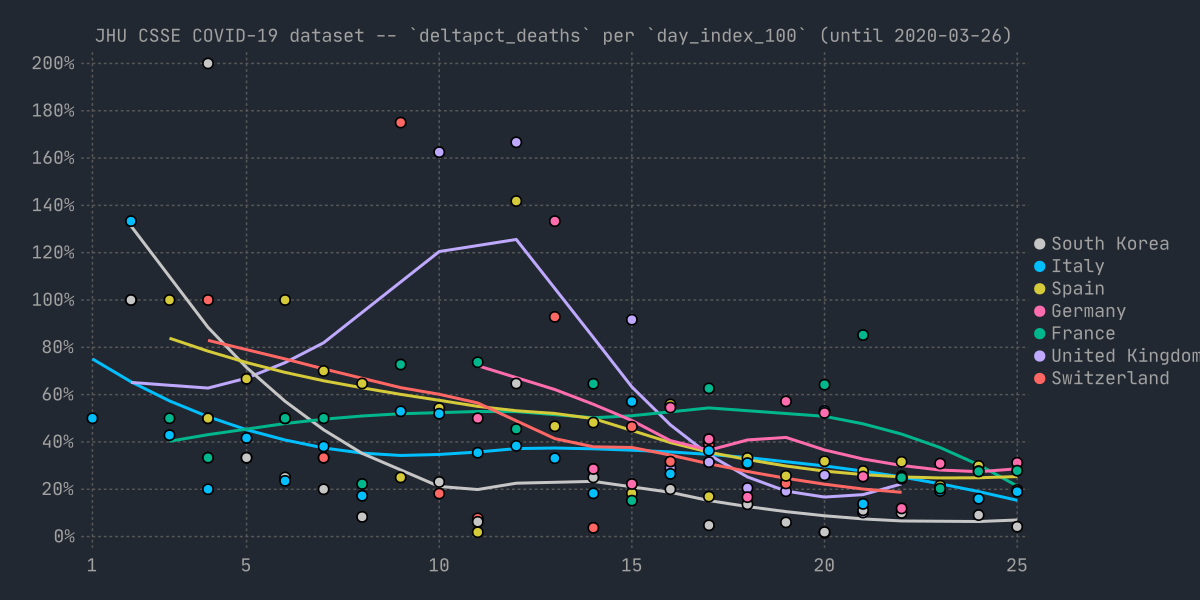 JHU CSSE COVID-19 dataset -- `deltapct_deaths` per `day_index_100` (until 2020-03-26)
200%
180%
160%
140%
120%
100%
80%
60%
40%
20%
0%
1 5 10 15 20 25
South Korea
Italy
Spain
Germany
France
United Kingdom
Switzerland